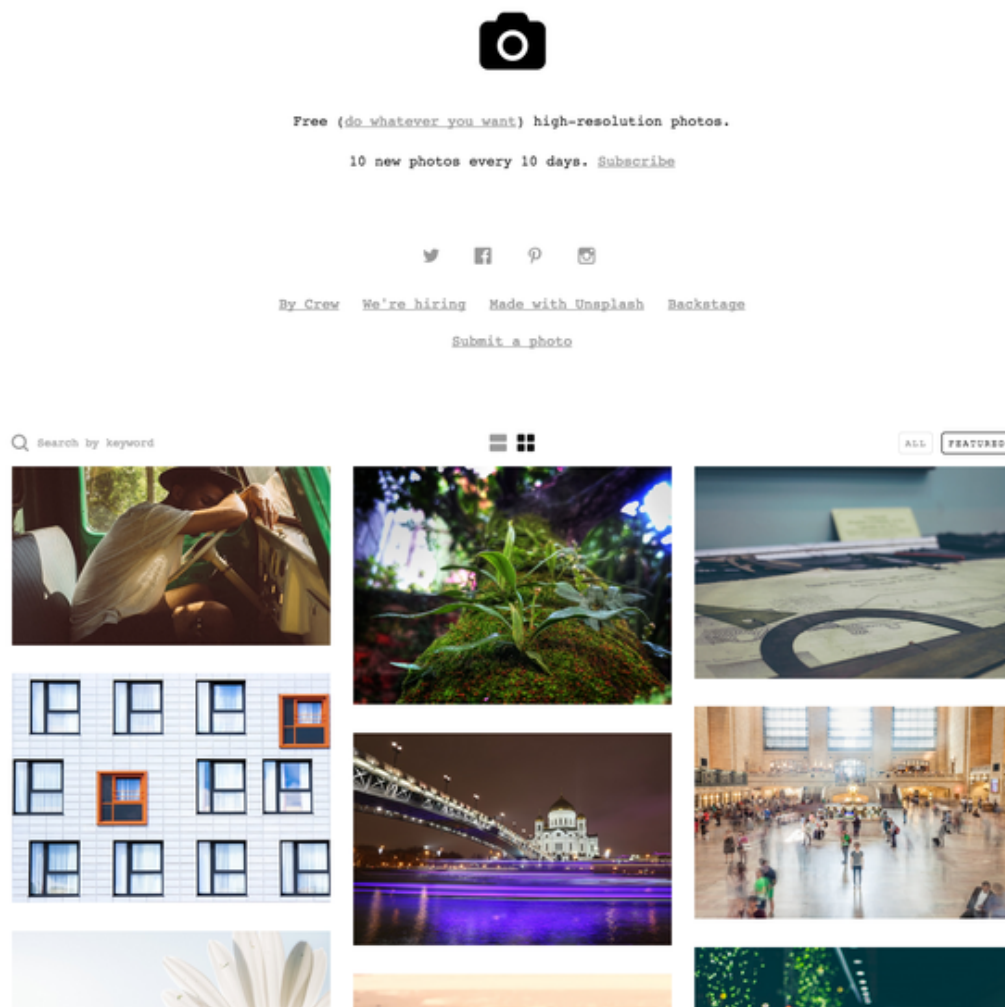 Free (do whatever you want) high-resolution photos.
10 new photos every 10 days. Subscribe
By Crew We're hiring Made with Unsplash Backstage
Submit a photo
Search by keyword
ALL
FEATURED